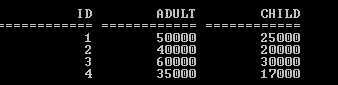 ID ADULT CHILD
============ ============ ============
1 50000 25000
2 40000 20000
3 60000 30000
4 35000 17000